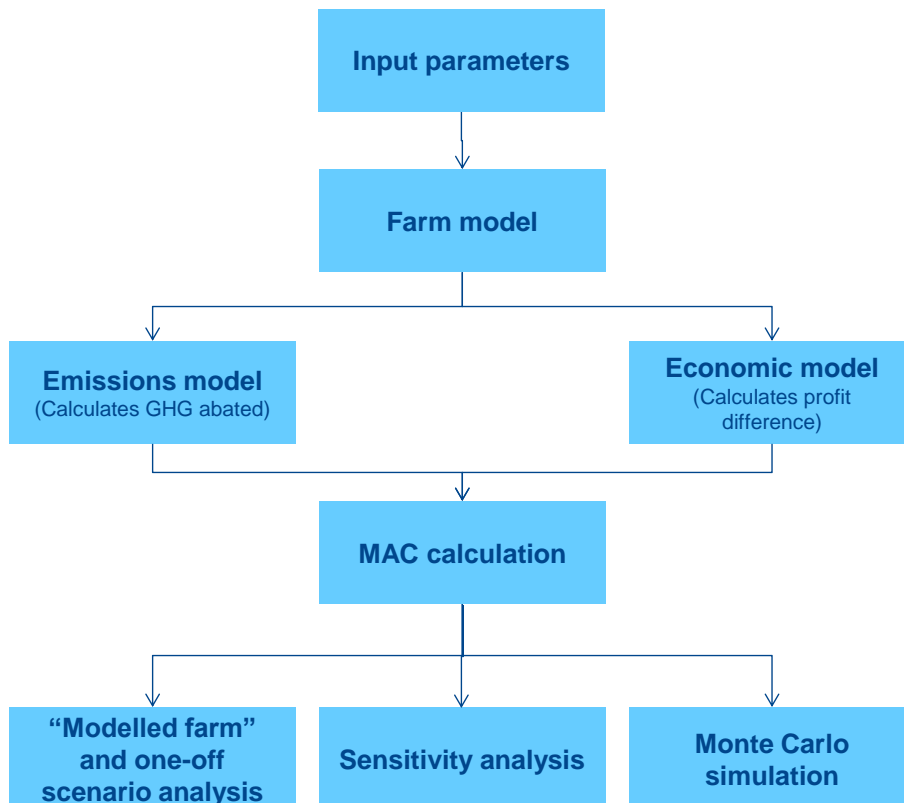 Input parameters
Farm model
Emissions model
(Calculates GHG abated)
Economic model
(Calculates profit
difference)
MAC calculation
“Modelled farm”
and one-off
scenario analysis
Sensitivity analysis
Monte Carlo
simulation